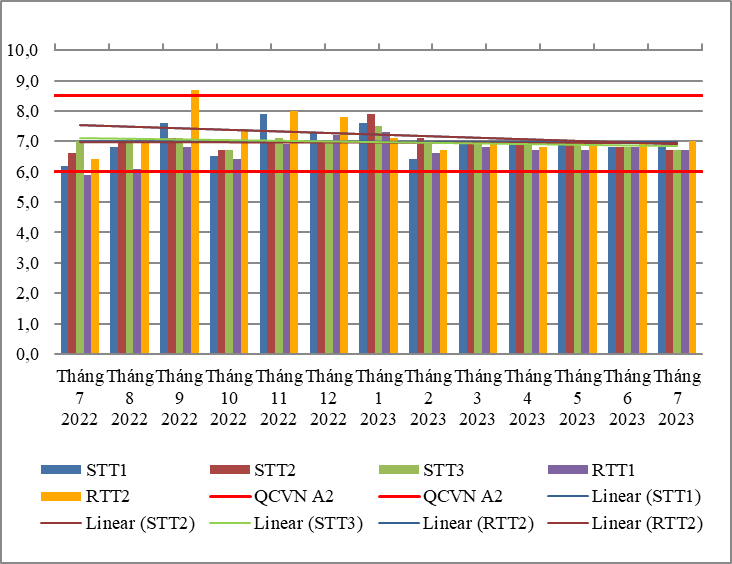 10,0
9,0
8,0
7,0
6,0
5,0
4,0
3,0
2,0
1,0
0,0
Tháng Tháng Tháng Tháng Tháng Tháng Tháng Tháng Tháng Tháng Tháng Tháng Tháng
7 8 9 10 11 12 1 2 3 4 5 6 7
2022 2022 2022 2022 2022 2022 2023 2023 2023 2023 2023 2023 2023
STT1 STT2 STT3 RTT1
RTT2 QCVN A2 QCVN A2 Linear (STT1)
Linear (STT2) Linear (STT3) Linear (RTT2) Linear (RTT2)